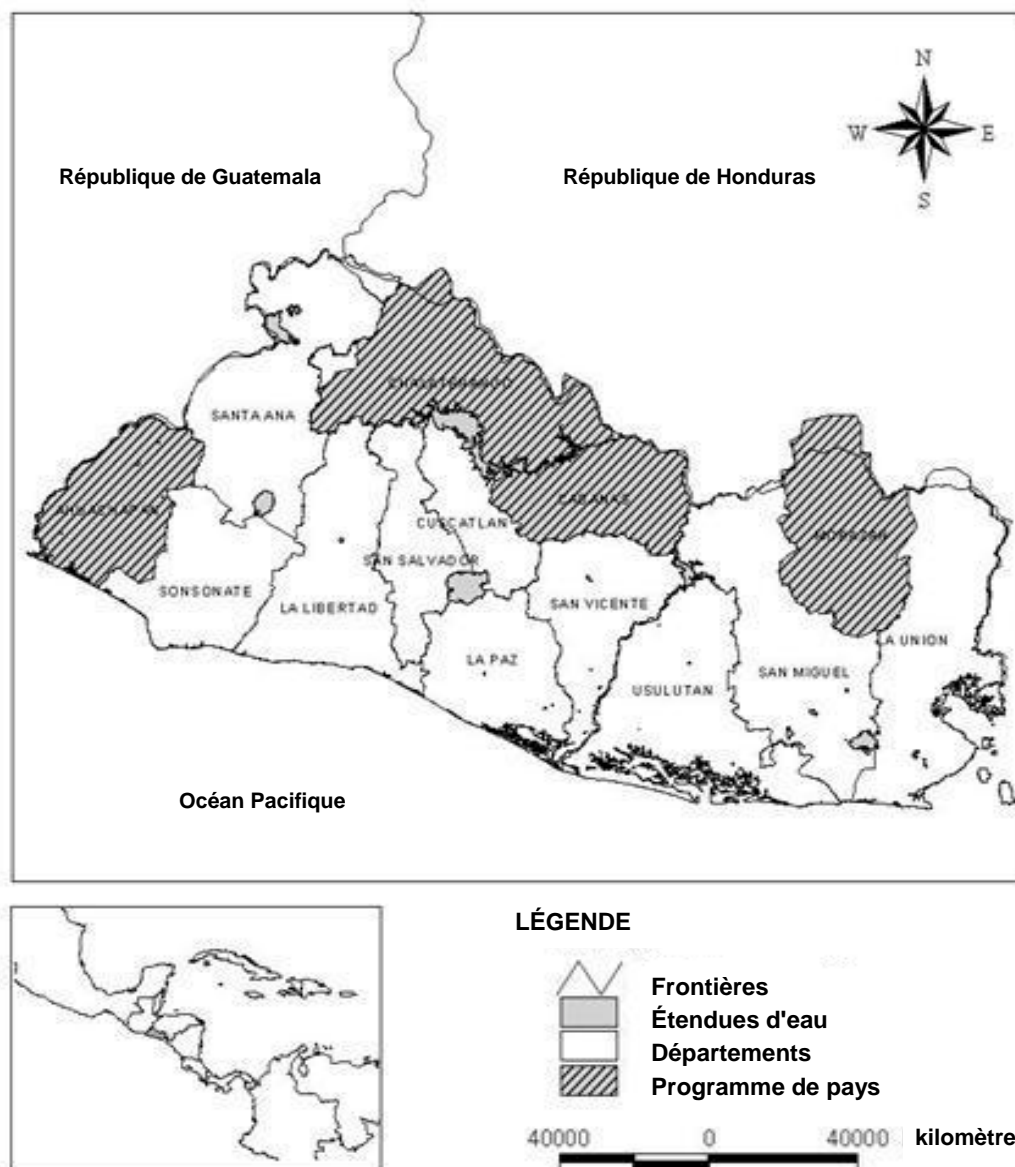 N
W E
S
République de Guatemala
République de Honduras
CHALATENANGO
SANTA ANA
AHUACHAPAN
CABANAS
CUSCATLAN
MORAZAN
SAN SALVADOR
SONSONATE
LA LIBERTAD
SAN VICENTE
LA UNION
LA PAZ
SAN MIGUEL
USULUTAN
Océan Pacifique
LÉGENDE
Frontières
Étendues d'eau
Départements
Programme de pays
40000 0 40000 kilomètre